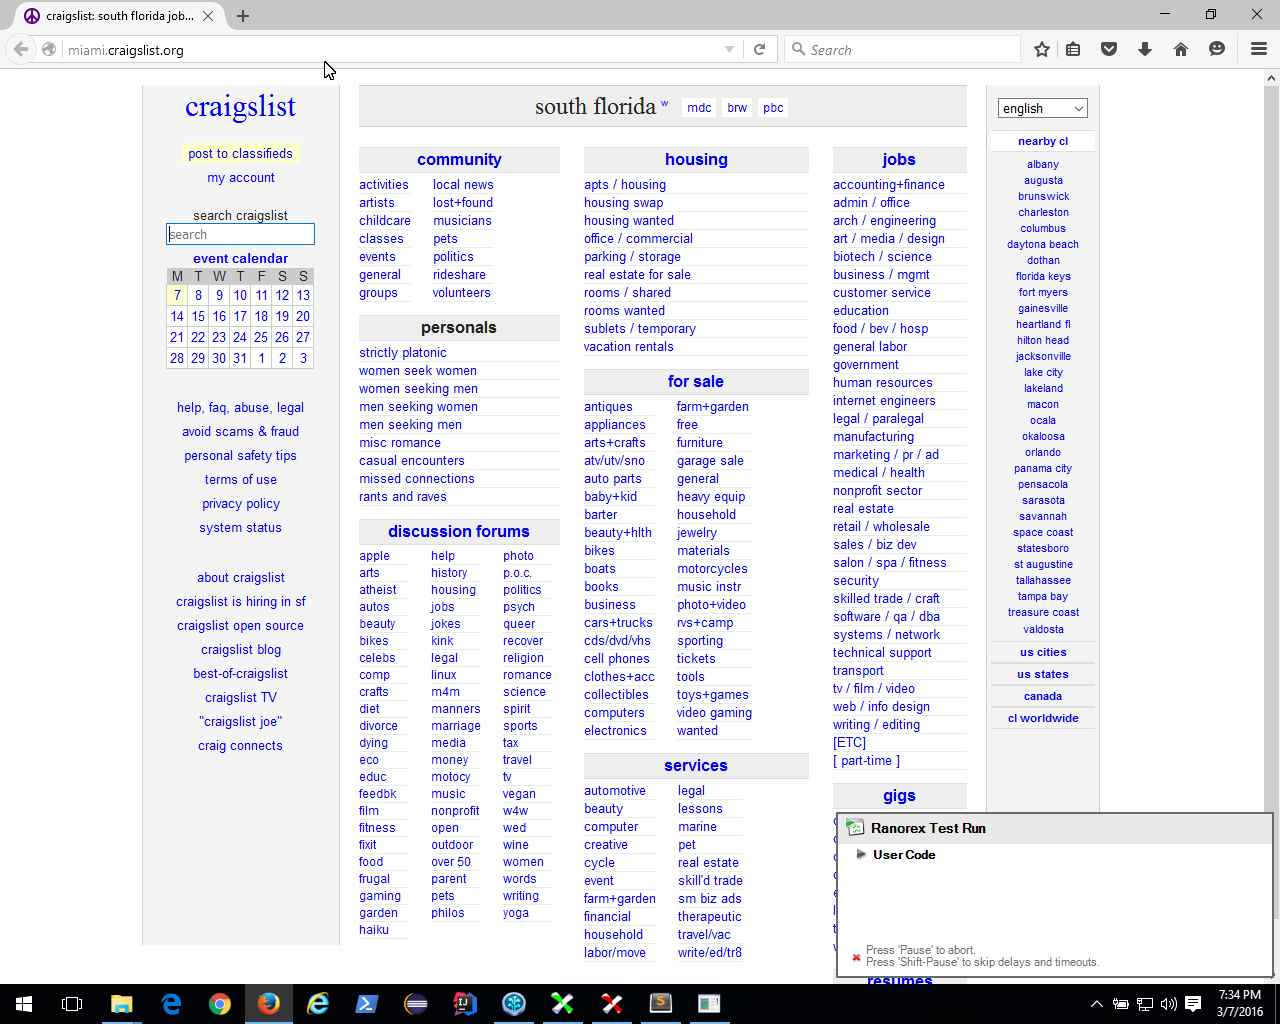 craigslist: south florida job...
miami.craigslist.org
Search
craigslist
post to classifieds
my account
search craigslist
search
event calendar
M T W T F S S
7 8 9 10 11 12 13
14 15 16 17 18 19 20
21 22 23 24 25 26 27
28 29 30 31 1 2 3
help, faq, abuse, legal
avoid scams & fraud
personal safety tips
terms of use
privacy policy
system status
about craigslist
craigslist is hiring in sf
craigslist open source
craigslist blog
best-of-craigslist
craigslist TV
"craigslist joe"
craig connects
south florida w mdc brw pbc
community
activities
artists
childcare
classes
events
general
groups
local news
lost+found
musicians
pets
politics
rideshare
volunteers
personals
strictly platonic
women seek women
women seeking men
men seeking women
men seeking men
misc romance
casual encounters
missed connections
rants and raves
discussion forums
apple
arts
atheist
autos
beauty
bikes
celebs
comp
crafts
diet
divorce
dying
eco
educ
feedbk
film
fitness
fixit
food
frugal
gaming
garden
haiku
help
history
housing
jobs
jokes
kink
legal
linux
m4m
manners
marriage
media
money
motocy
music
nonprofit
open
outdoor
over 50
parent
pets
philos
photo
p.o.c.
politics
psych
queer
recover
religion
romance
science
spirit
sports
tax
travel
tv
vegan
w4w
wed
wine
women
words
writing
yoga
housing
apts / housing
housing swap
housing wanted
office / commercial
parking / storage
real estate for sale
rooms / shared
rooms wanted
sublets / temporary
vacation rentals
for sale
antiques
appliances
arts+crafts
atv/utv/sno
auto parts
baby+kid
barter
beauty+hlth
bikes
boats
books
business
cars+trucks
cds/dvd/vhs
cell phones
clothes+acc
collectibles
computers
electronics
farm+garden
free
furniture
garage sale
general
heavy equip
household
jewelry
materials
motorcycles
music instr
photo+video
rvs+camp
sporting
tickets
tools
toys+games
video gaming
wanted
services
automotive
beauty
computer
creative
cycle
event
farm+garden
financial
household
labor/move
legal
lessons
marine
pet
real estate
skill'd trade
sm biz ads
therapeutic
travel/vac
write/ed/tr8
jobs
accounting+finance
admin / office
arch / engineering
art / media / design
biotech / science
business / mgmt
customer service
education
food / bev / hosp
general labor
government
human resources
internet engineers
legal / paralegal
manufacturing
marketing / pr / ad
medical / health
nonprofit sector
real estate
retail / wholesale
sales / biz dev
salon / spa / fitness
security
skilled trade / craft
software / qa / dba
systems / network
technical support
transport
tv / film / video
web / info design
writing / editing
[ETC]
[ part-time ]
gigs
resumes
english
nearby cl
albany
augusta
brunswick
charleston
columbus
daytona beach
dothan
florida keys
fort myers
gainesville
heartland fl
hilton head
jacksonville
lake city
lakeland
macon
ocala
okaloosa
orlando
panama city
pensacola
sarasota
savannah
space coast
statesboro
st augustine
tallahassee
tampa bay
treasure coast
valdosta
us cities
us states
canada
cl worldwide
Ranorex Test Run
User Code
Press 'Pause' to abort.
Press 'Shift-Pause' to skip delays and timeouts.
7:34 PM
3/7/2016